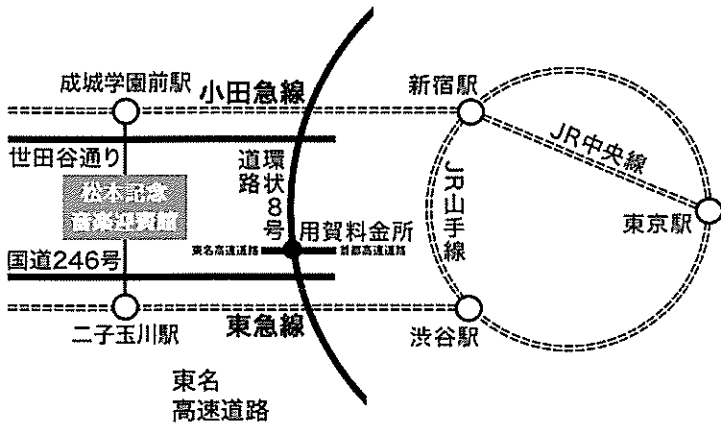 成城学園前駅
小田急線
新宿駅
JR中央線
世田谷通り
環状8号
道路
JR山手線
松本記念
音楽迎賓館
東京駅
用賀料金所
東名高速道路
首都高速道路
国道246号
二子玉川駅
東急線
渋谷駅
東名
高速道路